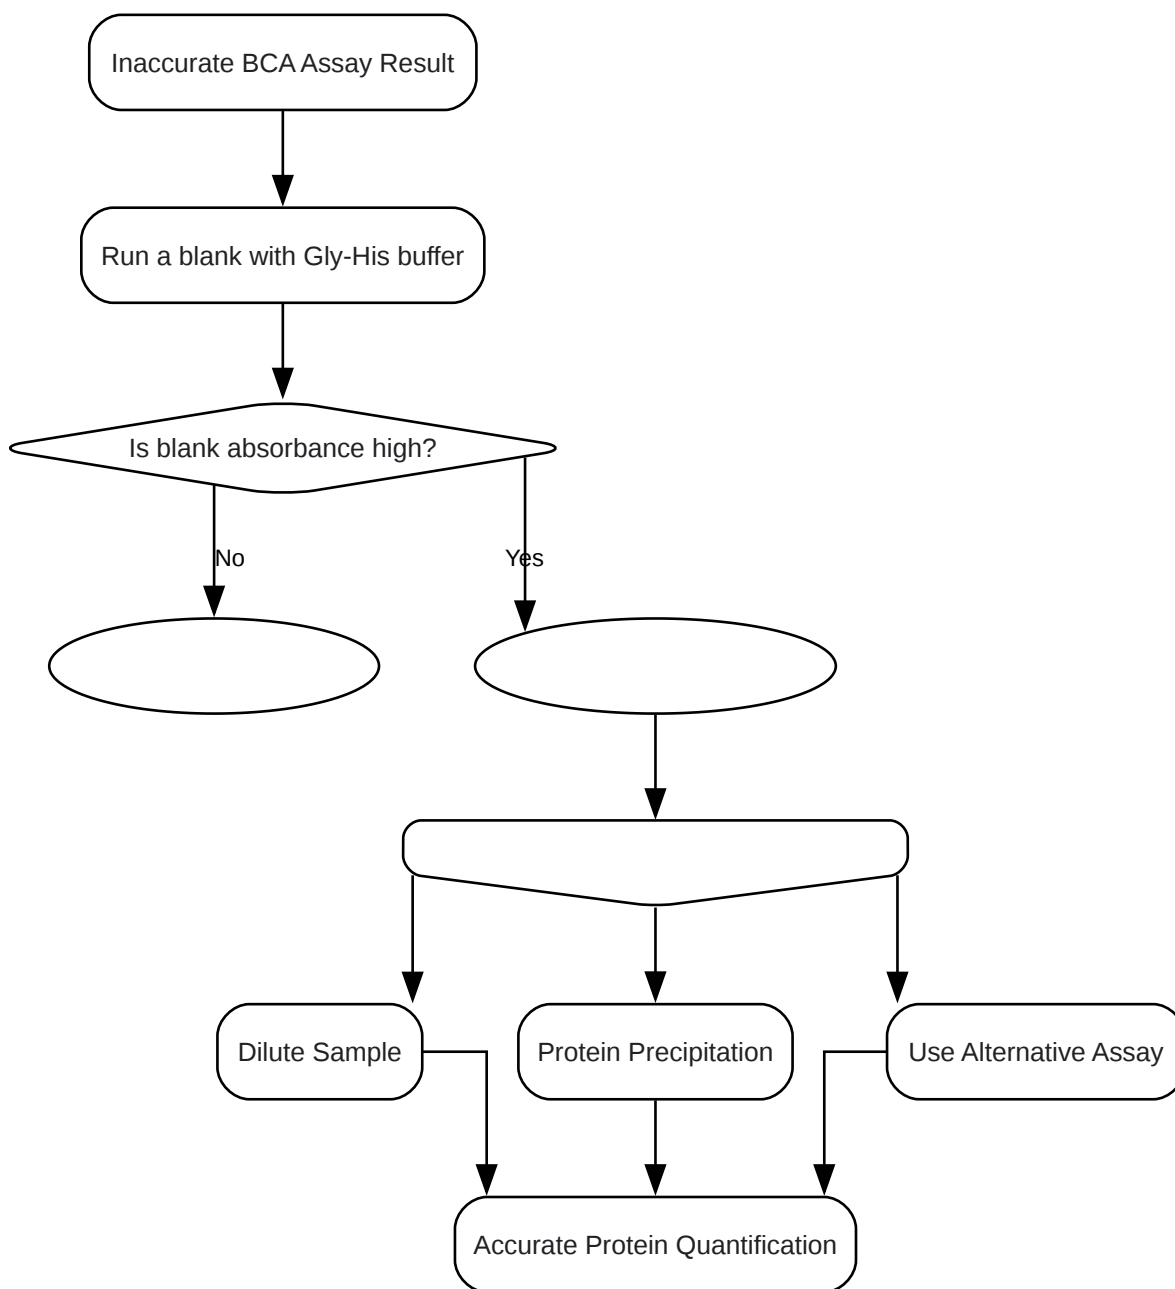 Inaccurate BCA Assay Result
Run a blank with Gly-His buffer
Is blank absorbance high?
No
Yes
Dilute Sample
Protein Precipitation
Use Alternative Assay
Accurate Protein Quantification